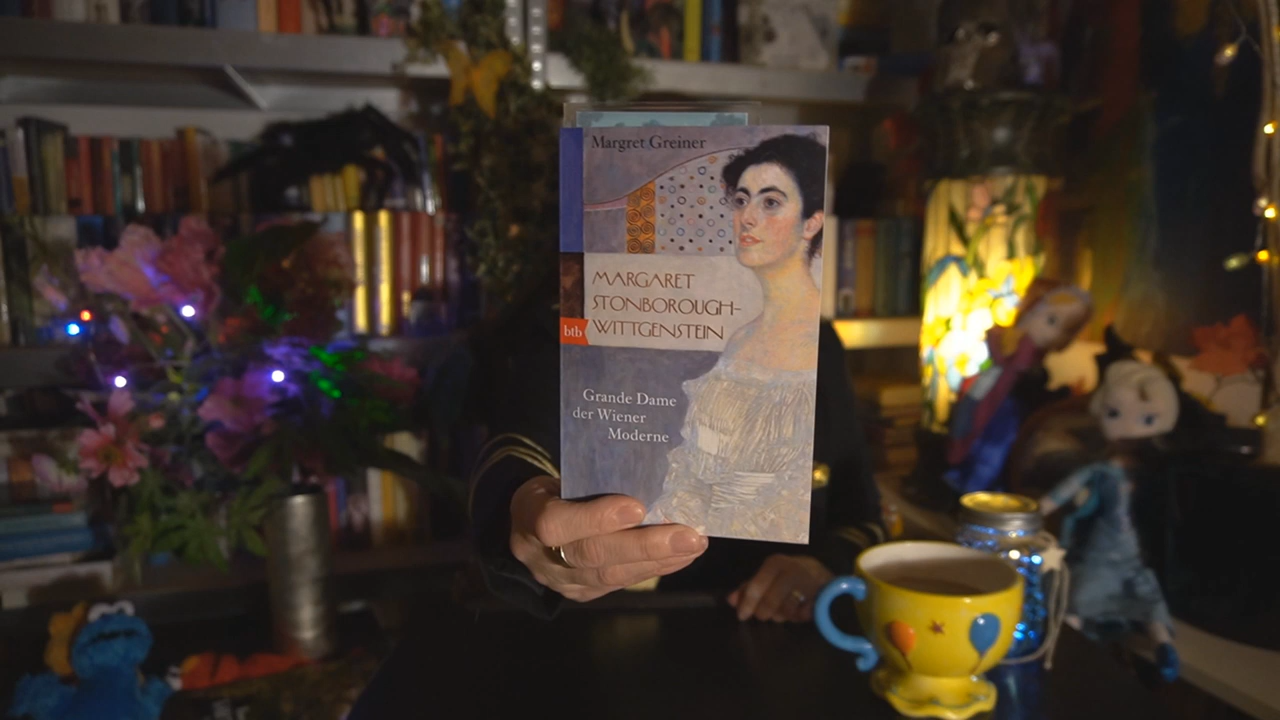 Margret Greiner
MARGARET
STONBOROUGH-
WITTGENSTEIN
btb
Grande Dame
der Wiener
Moderne